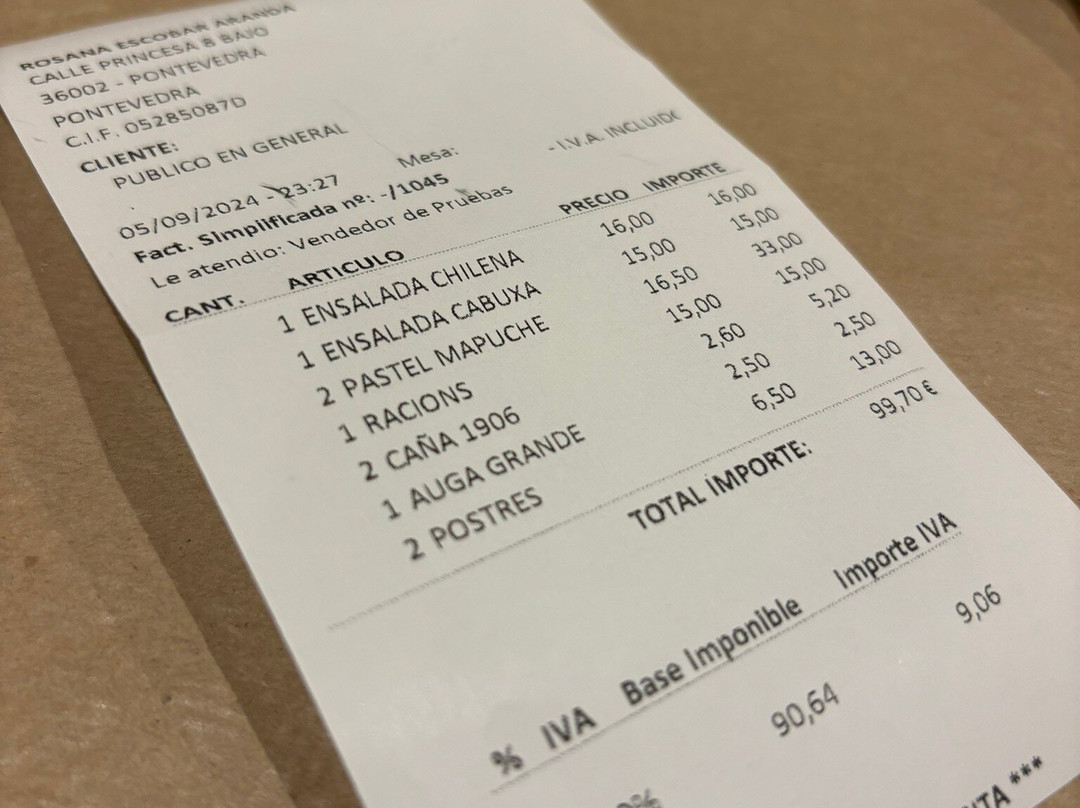 ROSANA ESCOBAR ARANDA
CALLE PRINCESA 8 BAJO
36002 - PONTEVEDRA
PONTEVEDRA
C.I.F. 05285087D
CLIENTE:
PUBLICO EN GENERAL
05/09/2024 - 23:27 Mesa: - I.V.A. INCLUIDO
Fact. Simplificada nº: -/1045
Le atendio: Vendedor de Pruebas
CANT. ARTICULO PRECIO IMPORTE
1 ENSALADA CHILENA 16,00 16,00
1 ENSALADA CABUXA 15,00 15,00
2 PASTEL MAPUCHE 16,50 33,00
1 RACIONS 15,00 15,00
2 CAÑA 1906 2,60 5,20
1 AUGA GRANDE 2,50 2,50
2 POSTRES 6,50 13,00
TOTAL IMPORTE: 99,70 €
% IVA Base Imponible Importe IVA
90,64 9,06
***